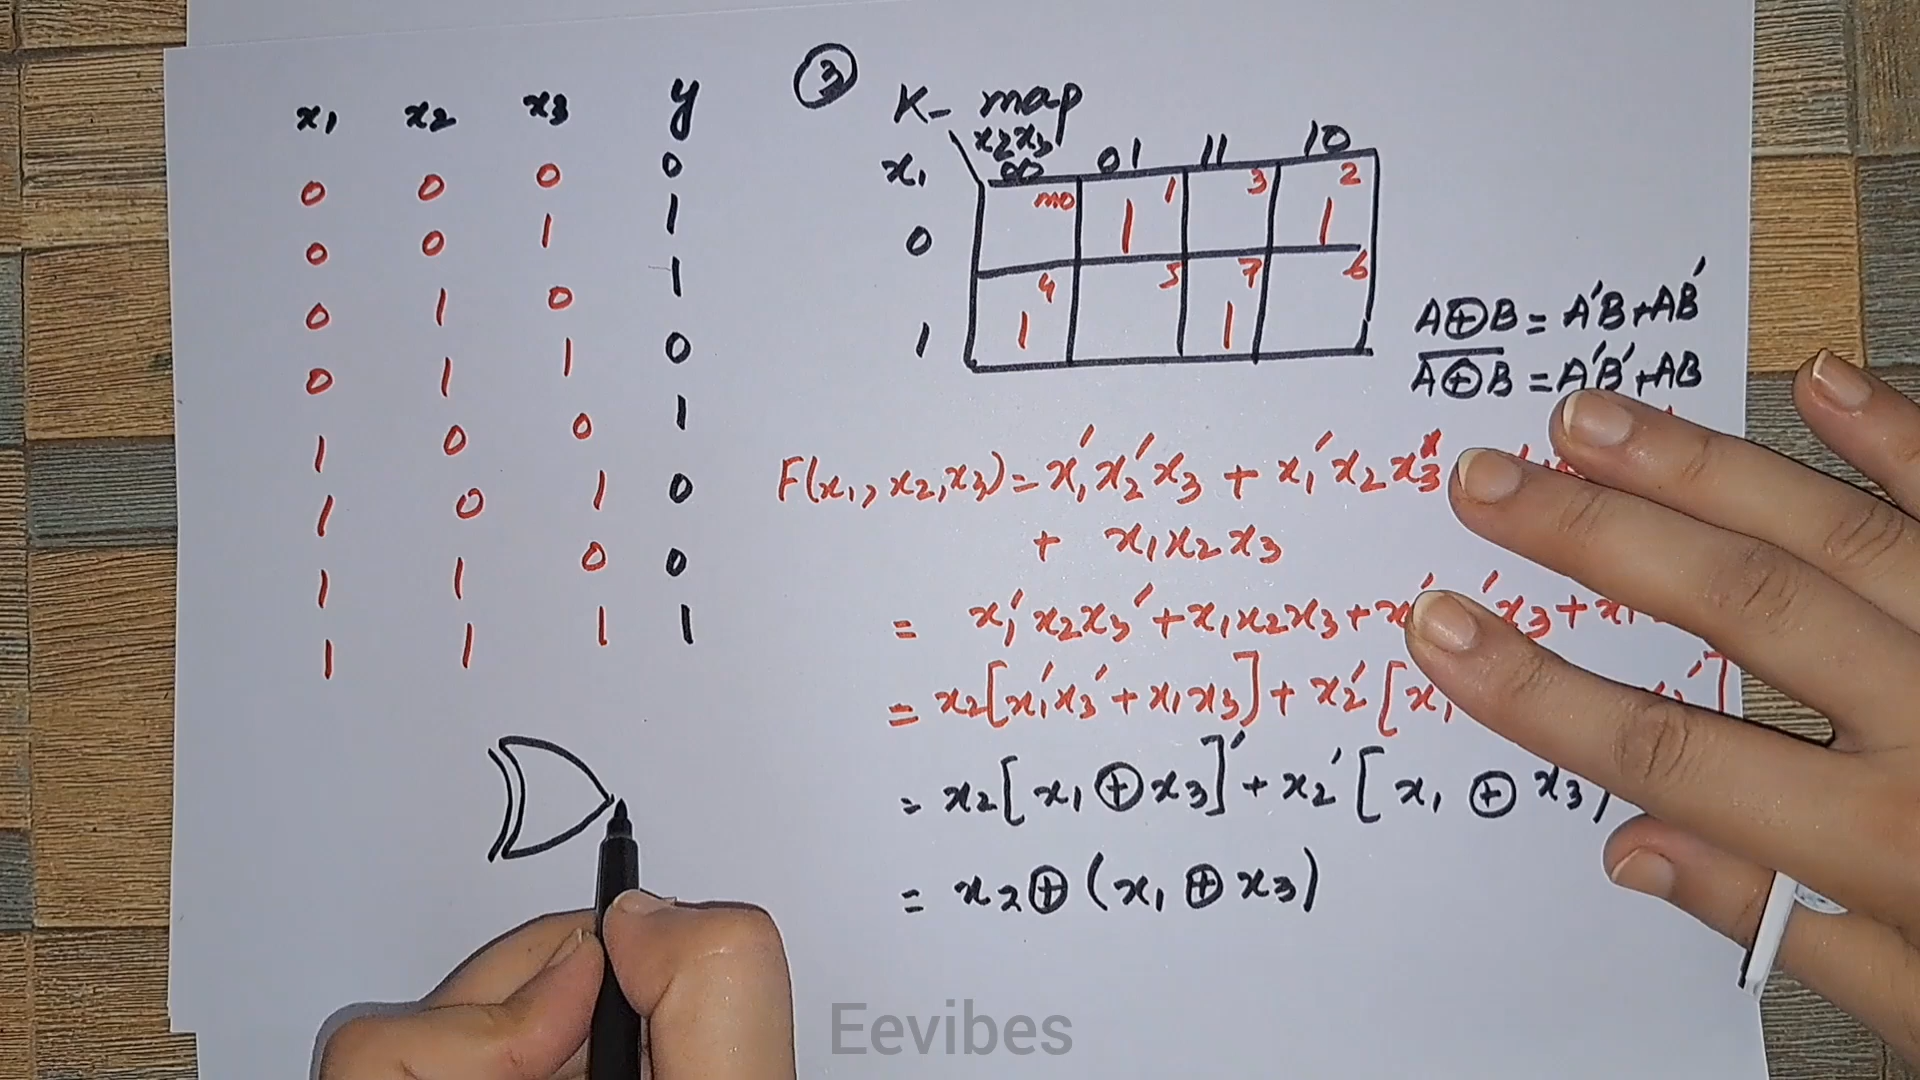 x1 x2 x3 y
0 0 0 0
0 0 1 1
0 1 0 1
0 1 1 0
1 0 0 1
1 0 1 0
1 1 0 0
1 1 1 1
③ K- map
x2x3
x1 00 01 11 10
m0 1 3 2
0 1 1
4 5 7 6
1 1 1
A⊕B = A'B+AB'
A̅⊕̅B̅ = A'B'+AB
F(x1, x2, x3) = x1'x2'x3 + x1'x2x3'
+ x1x2x3
= x1'x2x3' + x1x2x3 + x3 +
= x2[x1'x3' + x1x3] + x2'[x1 ']
= x2[x1 ⊕ x3]' + x2'[x1 ⊕ x3
= x2⊕(x1 ⊕ x3)
Eevibes